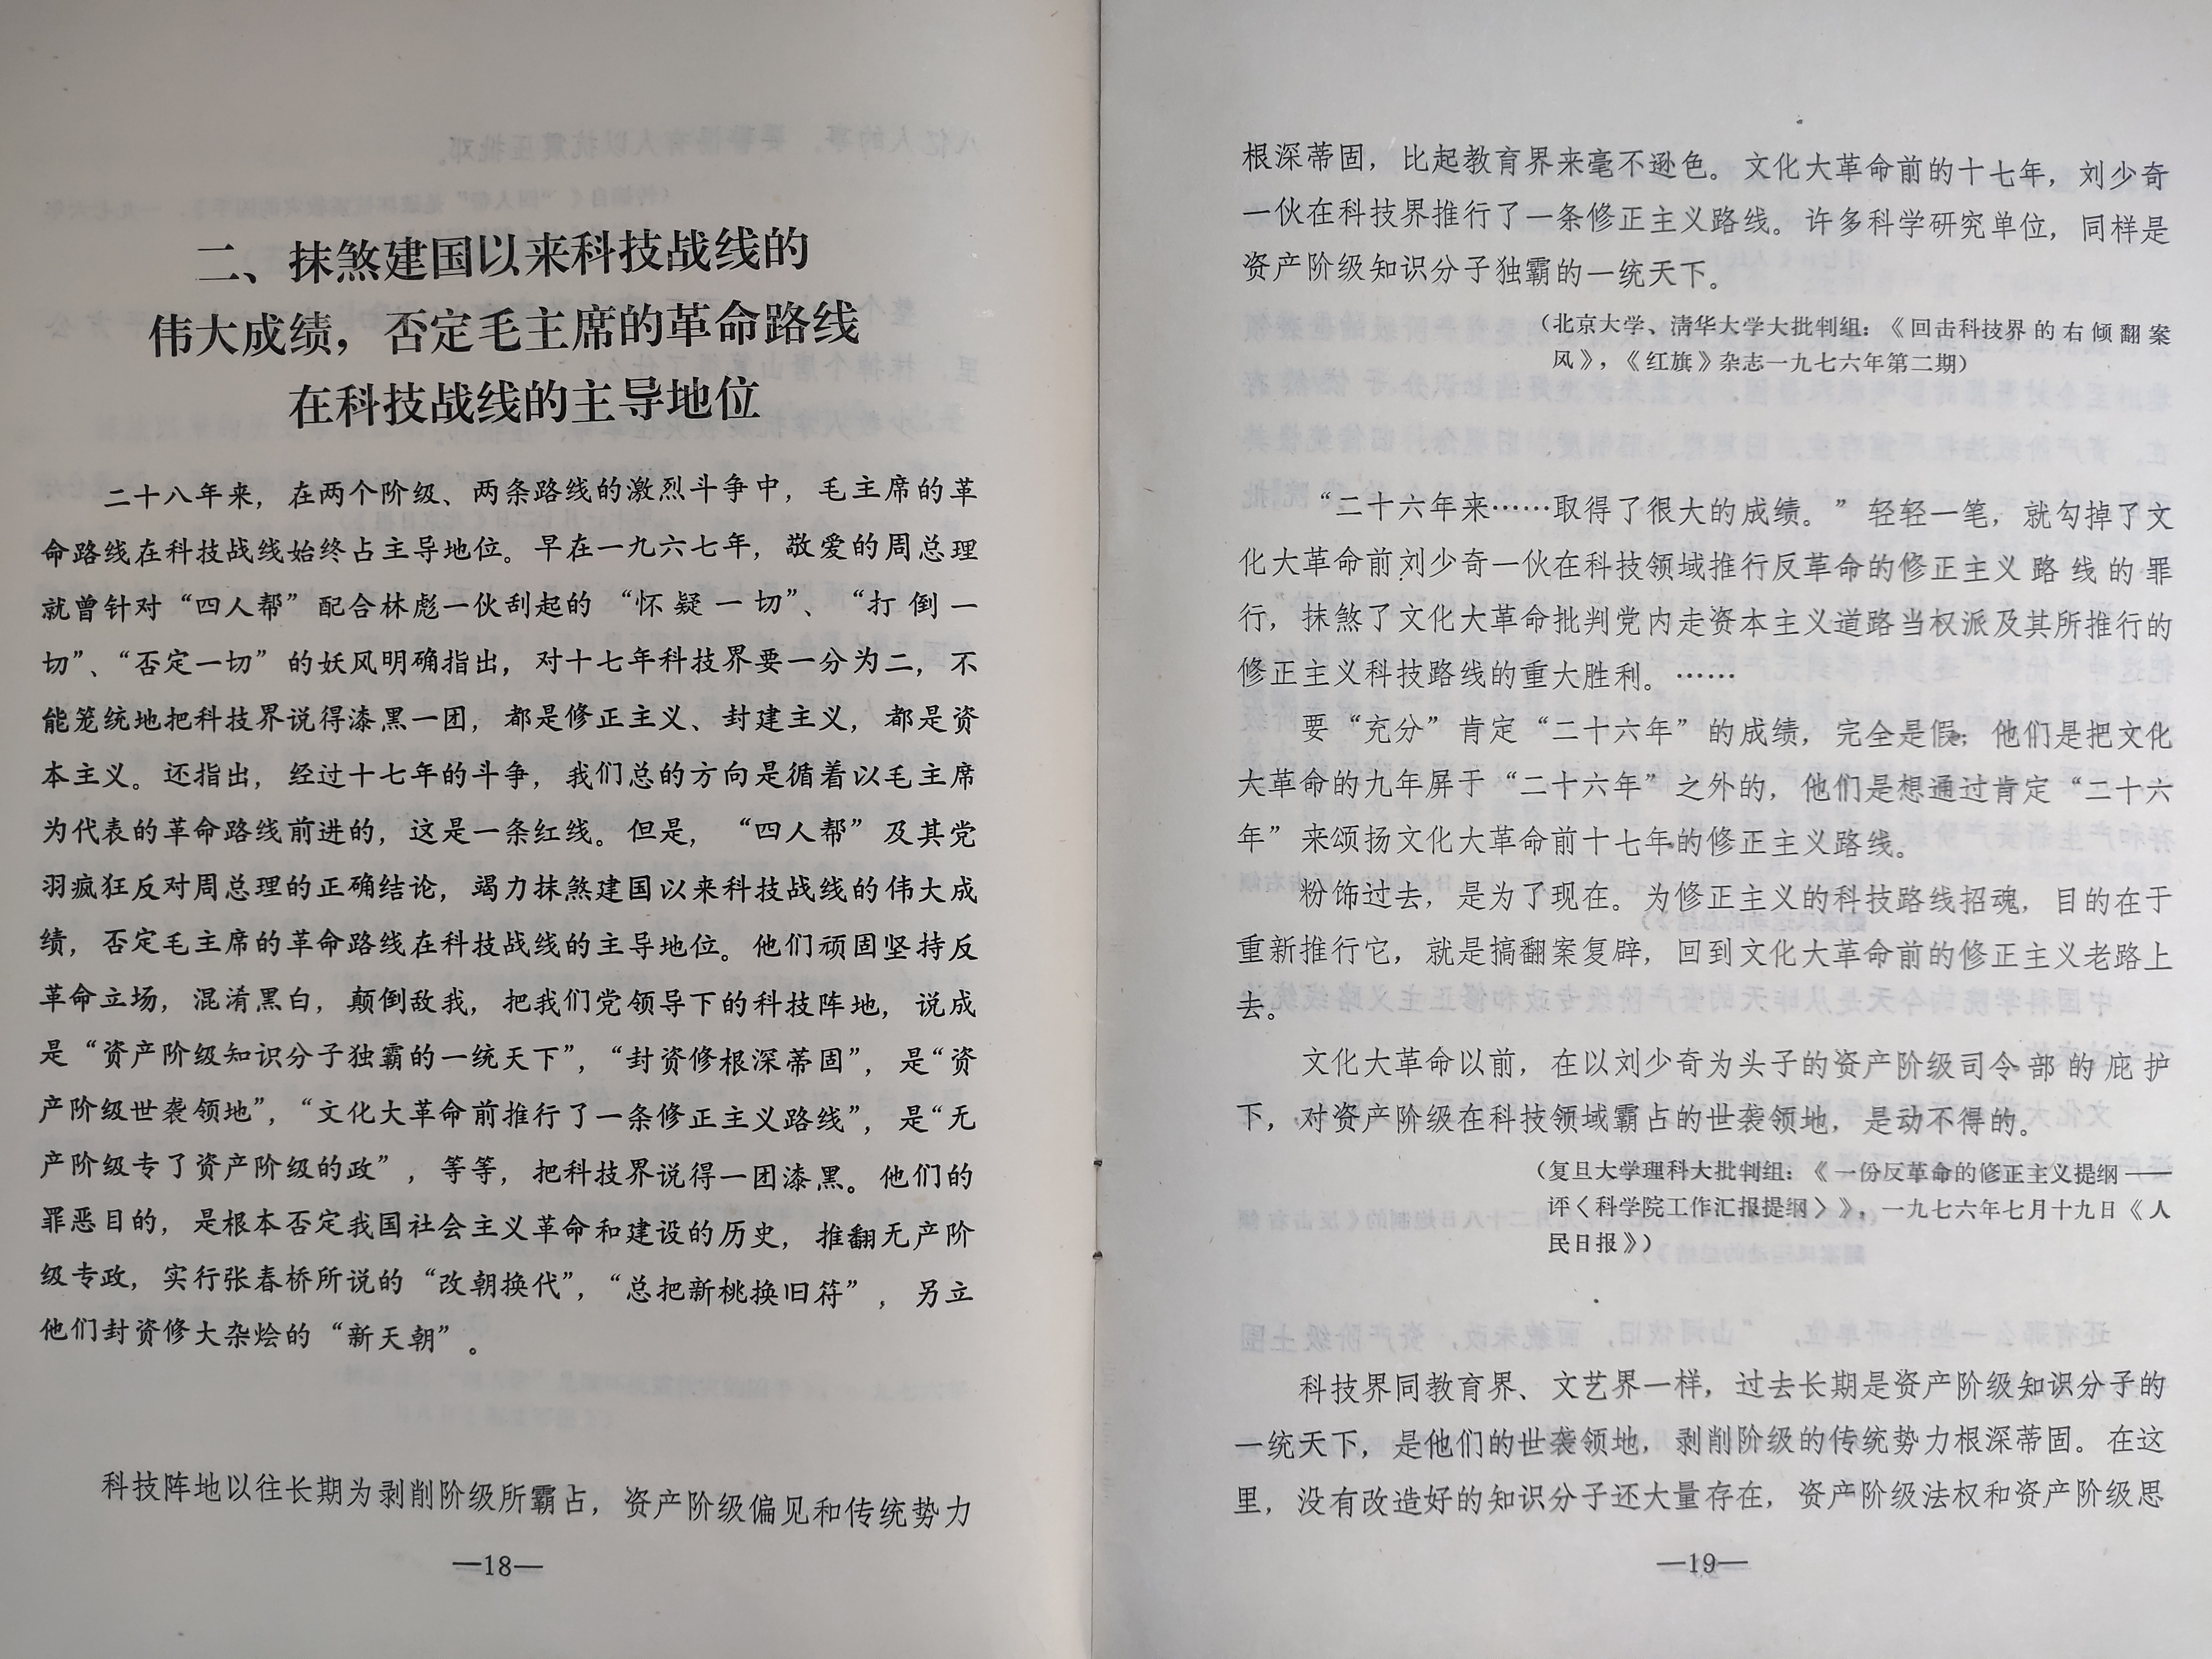 二、抹煞建国以来科技战线的
伟大成绩，否定毛主席的革命路线
在科技战线的主导地位
二十八年来，在两个阶级、两条路线的激烈斗争中，毛主席的革
命路线在科技战线始终占主导地位。早在一九六七年，敬爱的周总理
就曾针对“四人帮”配合林彪一伙刮起的“怀疑一切”、“打倒一
切”、“否定一切”的妖风明确指出，对十七年科技界要一分为二，不
能笼统地把科技界说得漆黑一团，都是修正主义、封建主义，都是资
本主义。还指出，经过十七年的斗争，我们总的方向是循着以毛主席
为代表的革命路线前进的，这是一条红线。但是，“四人帮”及其党
羽疯狂反对周总理的正确结论，竭力抹煞建国以来科技战线的伟大成
绩，否定毛主席的革命路线在科技战线的主导地位。他们顽固坚持反
革命立场，混淆黑白，颠倒敌我，把我们党领导下的科技阵地，说成
是“资产阶级知识分子独霸的一统天下”，“封资修根深蒂固”，是“资
产阶级世袭领地”，“文化大革命前推行了一条修正主义路线”，是“无
产阶级专了资产阶级的政”，等等，把科技界说得一团漆黑。他们的
罪恶目的，是根本否定我国社会主义革命和建设的历史，推翻无产阶
级专政，实行张春桥所说的“改朝换代”，“总把新桃换旧符”，另立
他们封资修大杂烩的“新天朝”。
科技阵地以往长期为剥削阶级所霸占，资产阶级偏见和传统势力
—18—
根深蒂固，比起教育界来毫不逊色。文化大革命前的十七年，刘少奇
一伙在科技界推行了一条修正主义路线。许多科学研究单位，同样是
资产阶级知识分子独霸的一统天下。
（北京大学、清华大学大批判组：《回击科技界的右倾翻案
风》，《红旗》杂志一九七六年第二期）
“二十六年来……取得了很大的成绩。”轻轻一笔，就勾掉了文
化大革命前刘少奇一伙在科技领域推行反革命的修正主义路线的罪
行，抹煞了文化大革命批判党内走资本主义道路当权派及其所推行的
修正主义科技路线的重大胜利。……
要“充分”肯定“二十六年”的成绩，完全是假；他们是把文化
大革命的九年屏于“二十六年”之外的，他们是想通过肯定“二十六
年”来颂扬文化大革命前十七年的修正主义路线。
粉饰过去，是为了现在。为修正主义的科技路线招魂，目的在于
重新推行它，就是搞翻案复辟，回到文化大革命前的修正主义老路上
去。
文化大革命以前，在以刘少奇为头子的资产阶级司令部的庇护
下，对资产阶级在科技领域霸占的世袭领地，是动不得的。
（复旦大学理科大批判组：《一份反革命的修正主义提纲——
评〈科学院工作汇报提纲〉》，一九七六年七月十九日《人
民日报》）
科技界同教育界、文艺界一样，过去长期是资产阶级知识分子的
一统天下，是他们的世袭领地，剥削阶级的传统势力根深蒂固。在这
里，没有改造好的知识分子还大量存在，资产阶级法权和资产阶级思
—19—